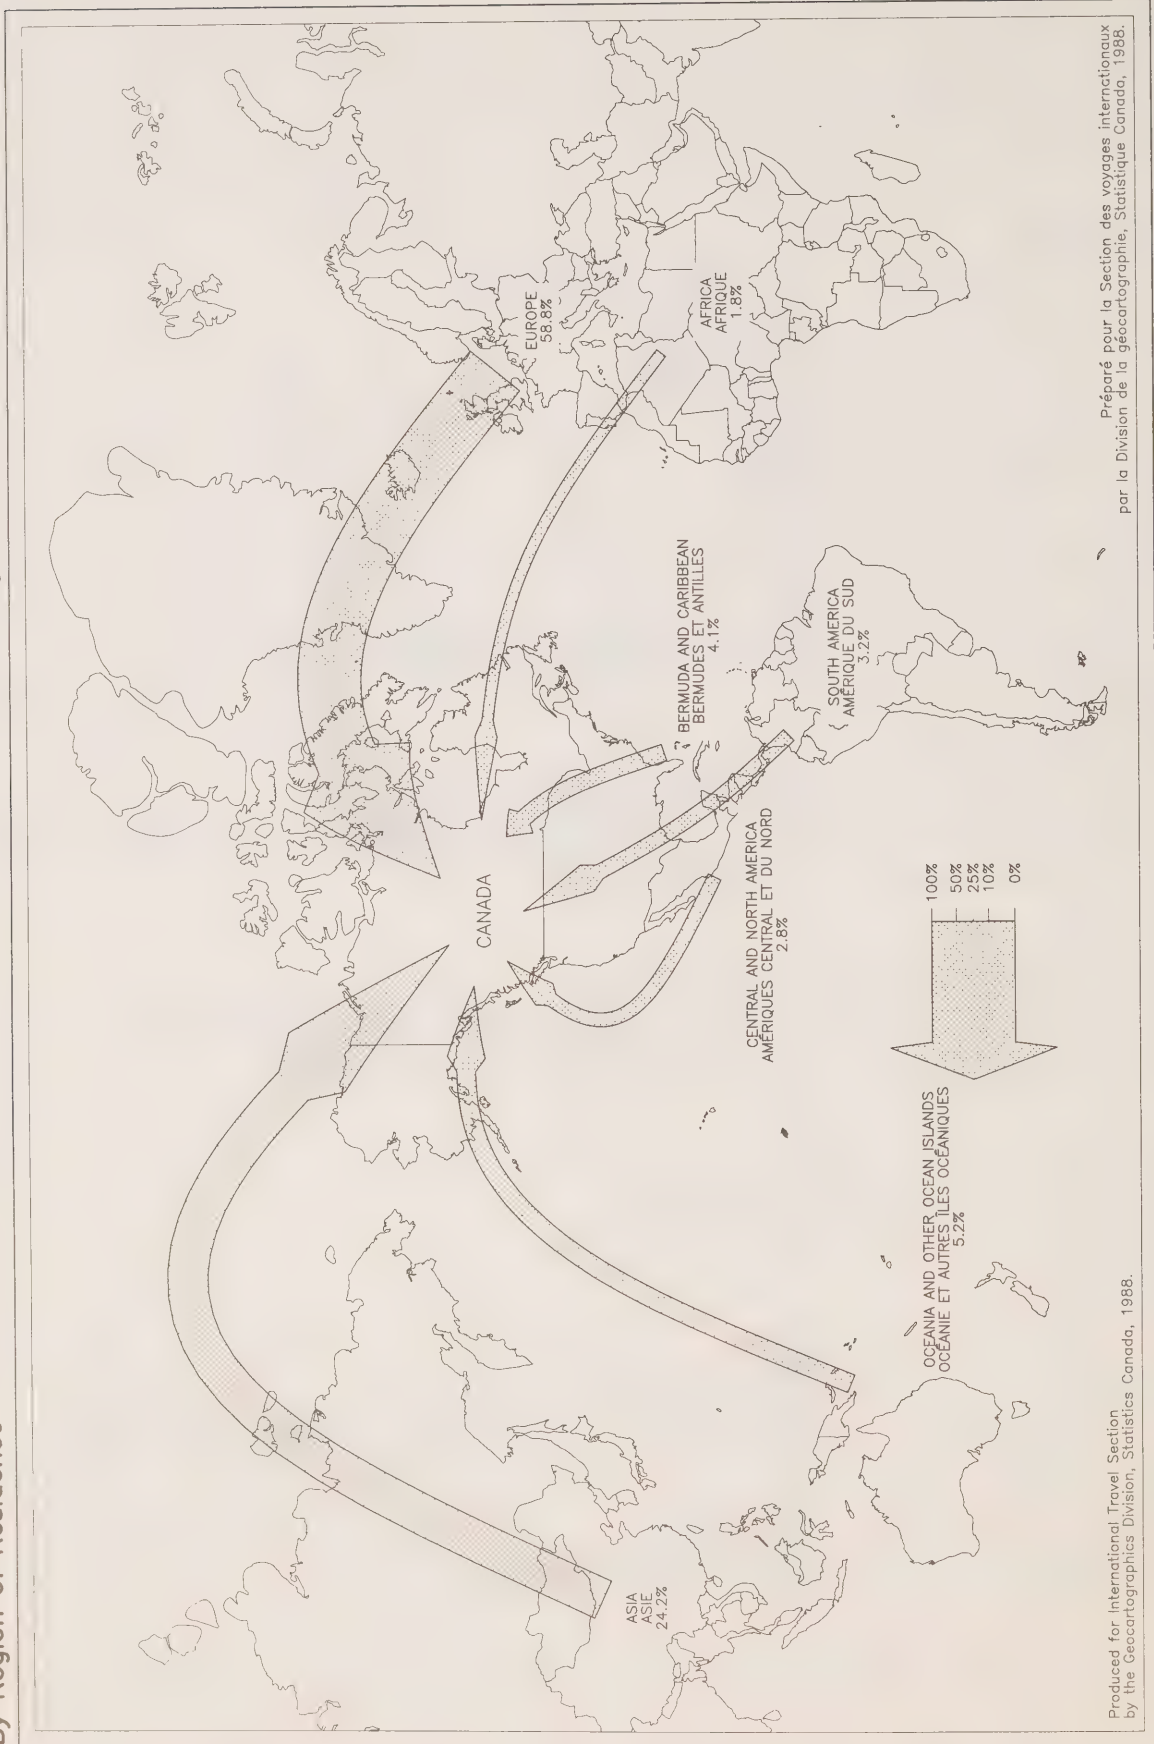 By Region of Residence
EUROPE
58.8%
AFRICA
AFRIQUE
1.8%
BERMUDA AND CARIBBEAN
BERMUDES ET ANTILLES
4.1%
SOUTH AMERICA
AMÉRIQUE DU SUD
3.2%
CANADA
CENTRAL AND NORTH AMERICA
AMÉRIQUES CENTRAL ET DU NORD
2.8%
ASIA
ASIE
24.2%
OCEANIA AND OTHER OCEAN ISLANDS
OCÉANIE ET AUTRES ÎLES OCÉANIQUES
5.2%
100%
50%
25%
10%
0%
Produced for International Travel Section
by the Geocartographics Division, Statistics Canada, 1988.
Préparé pour la Section des voyages internationaux
par la Division de la géocartographie, Statistique Canada, 1988.